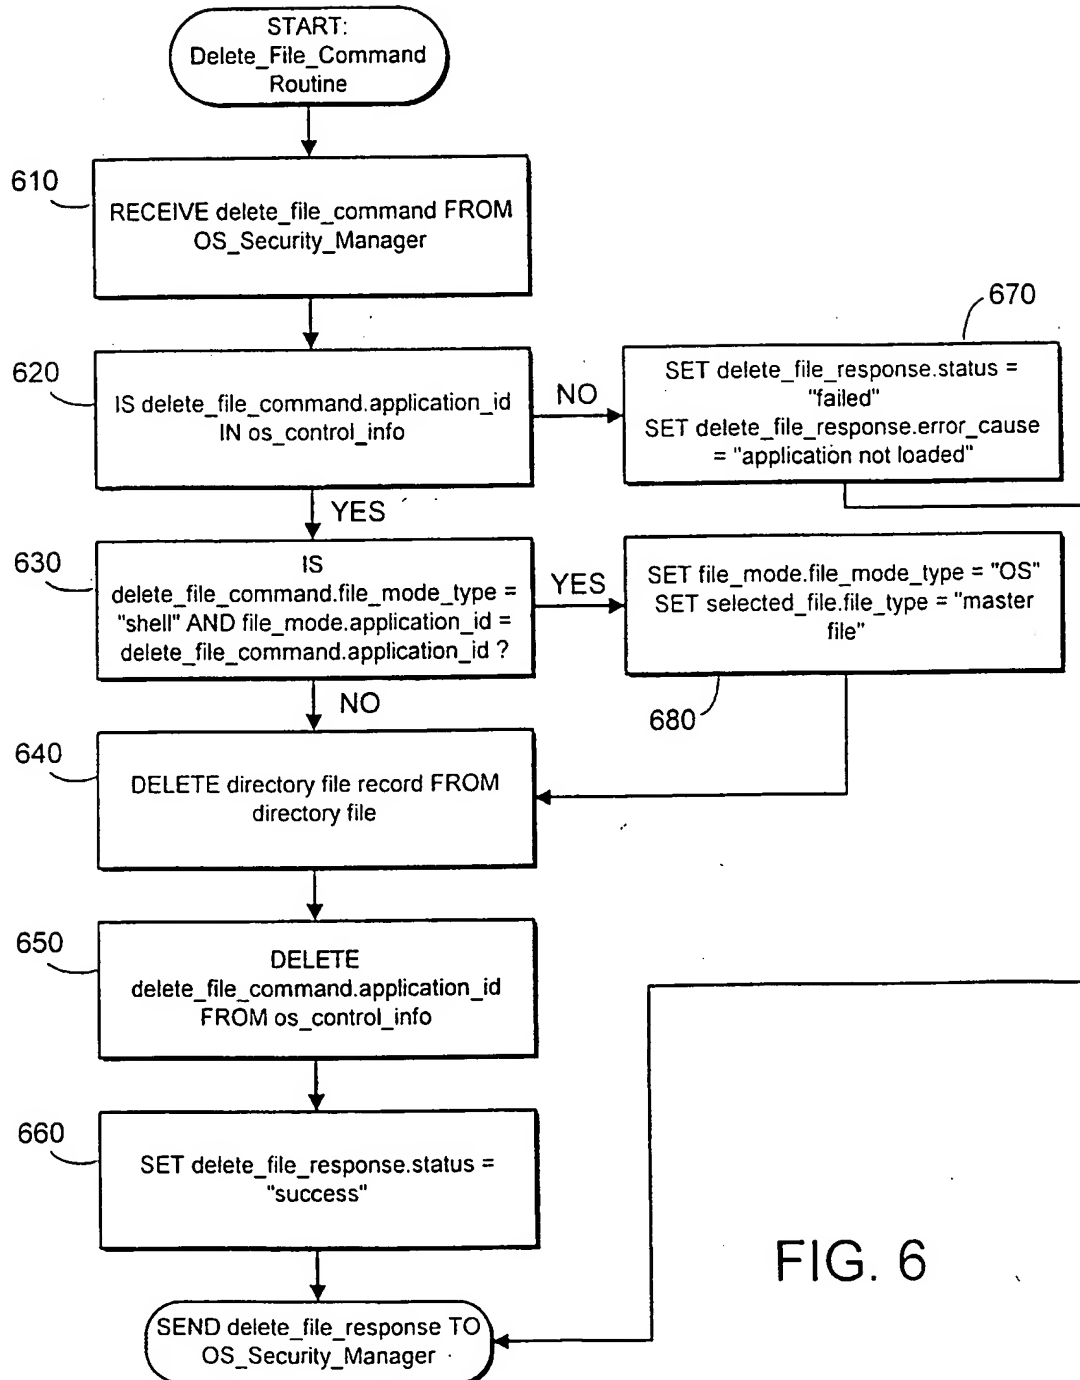 START:
Delete_File_Command
Routine
610
RECEIVE delete_file_command FROM
OS_Security_Manager
670
620
IS delete_file_command.application_id
IN os_control_info
NO
SET delete_file_response.status =
"failed"
SET delete_file_response.error_cause
= "application not loaded"
YES
630
IS
delete_file_command.file_mode_type =
"shell" AND file_mode.application_id =
delete_file_command.application_id ?
YES
SET file_mode.file_mode_type = "OS"
SET selected_file.file_type = "master
file"
680
NO
640
DELETE directory file record FROM
directory file
650
DELETE
delete_file_command.application_id
FROM os_control_info
660
SET delete_file_response.status =
"success"
FIG. 6
SEND delete_file_response TO
OS_Security_Manager